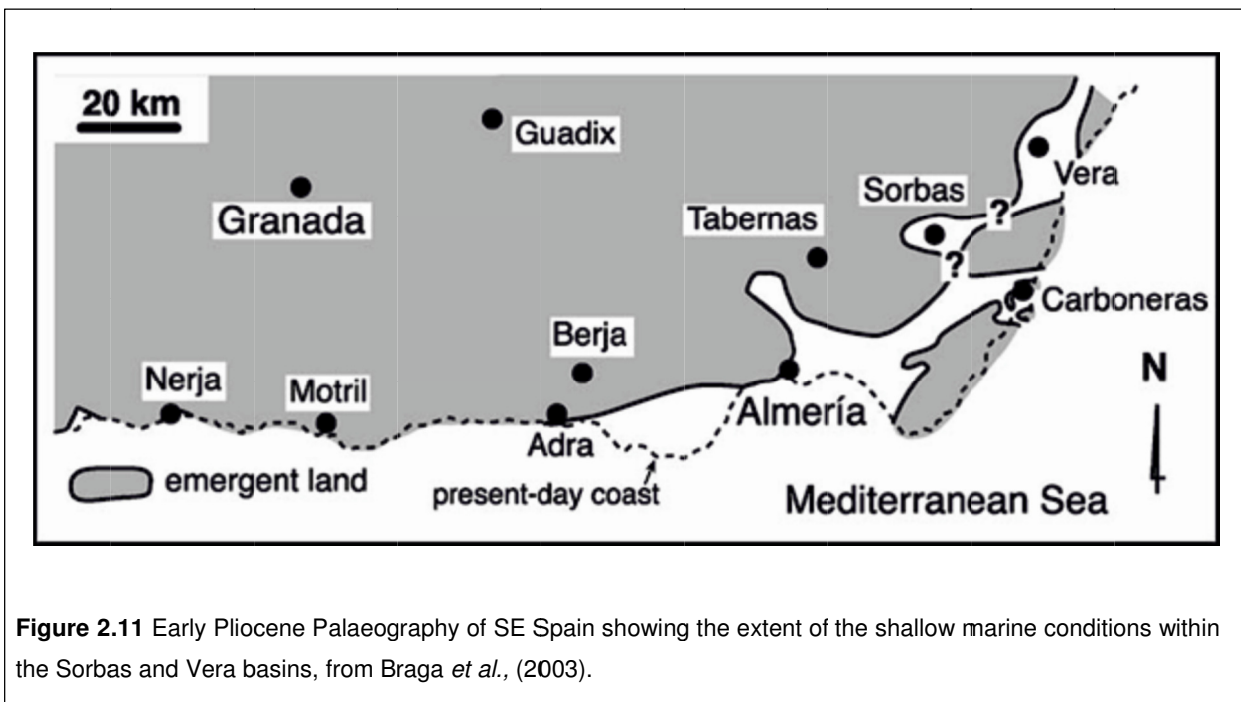 20 km
Guadix
Granada
Vera
Sorbas
?
Tabernas
?
Carboneras
Berja
Nerja
Motril
N
Almería
Adra
emergent land
present-day coast
Mediterranean Sea
Figure 2.11 Early Pliocene Palaeography of SE Spain showing the extent of the shallow marine conditions within
the Sorbas and Vera basins, from Braga et al., (2003).